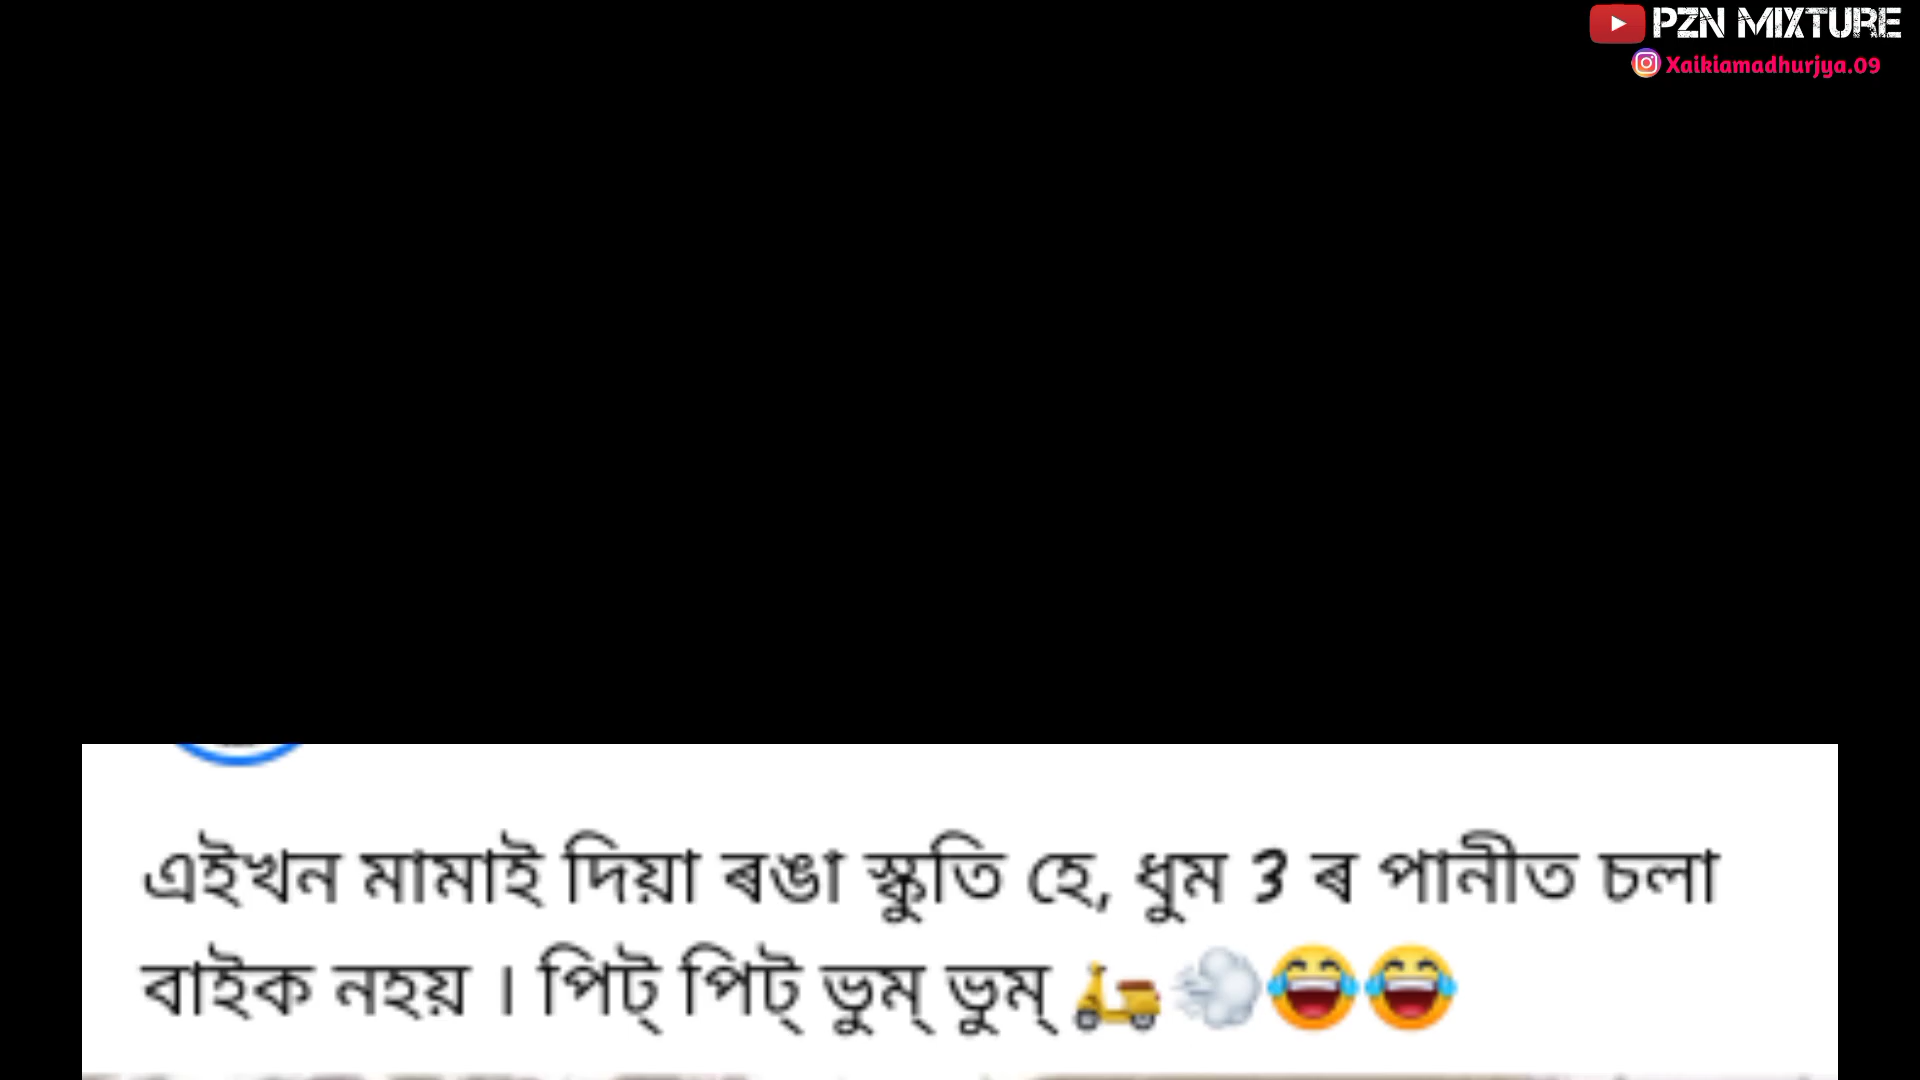 PZN MIXTURE
Xaikiamadhurjya.09
এইখন মামাই দিয়া ৰঙা স্কুতি হে, ধুম 3 ৰ পানীত চলা
বাইক নহয় । পিট্ পিট্ ভুম্ ভুম্ 🛵💨😂😂